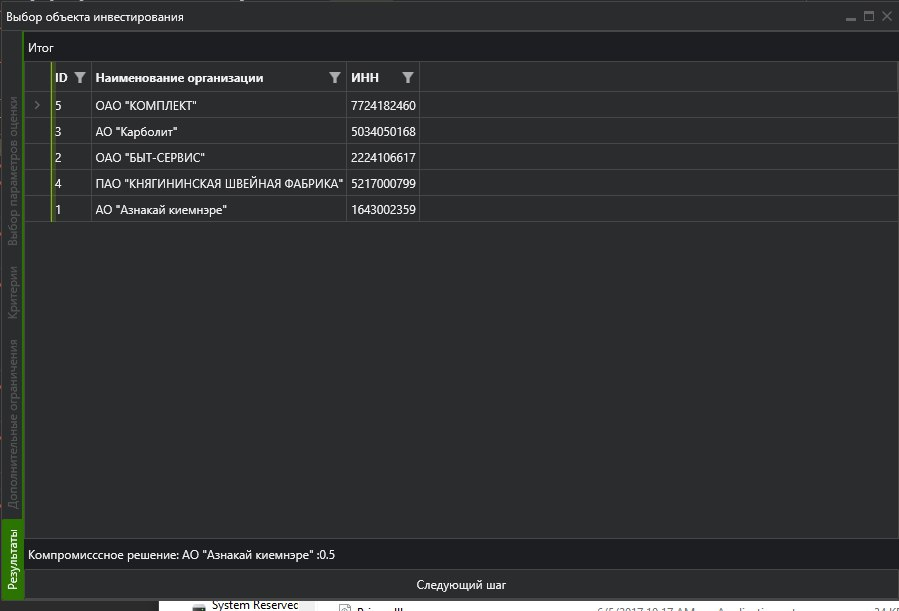 Выбор объекта инвестирования
Итог
ID Наименование организации ИНН
5 ОАО "КОМПЛЕКТ" 7724182460
3 АО "Карболит" 5034050168
2 ОАО "БЫТ-СЕРВИС" 2224106617
4 ПАО "КНЯГИНИНСКАЯ ШВЕЙНАЯ ФАБРИКА" 5217000799
1 АО "Азнакай киемнэре" 1643002359
Выбор параметров оценки
Критерии
Дополнительные ограничения
Результаты
Компромисссное решение: АО "Азнакай киемнэре" :0.5
Следующий шаг
System Reserved